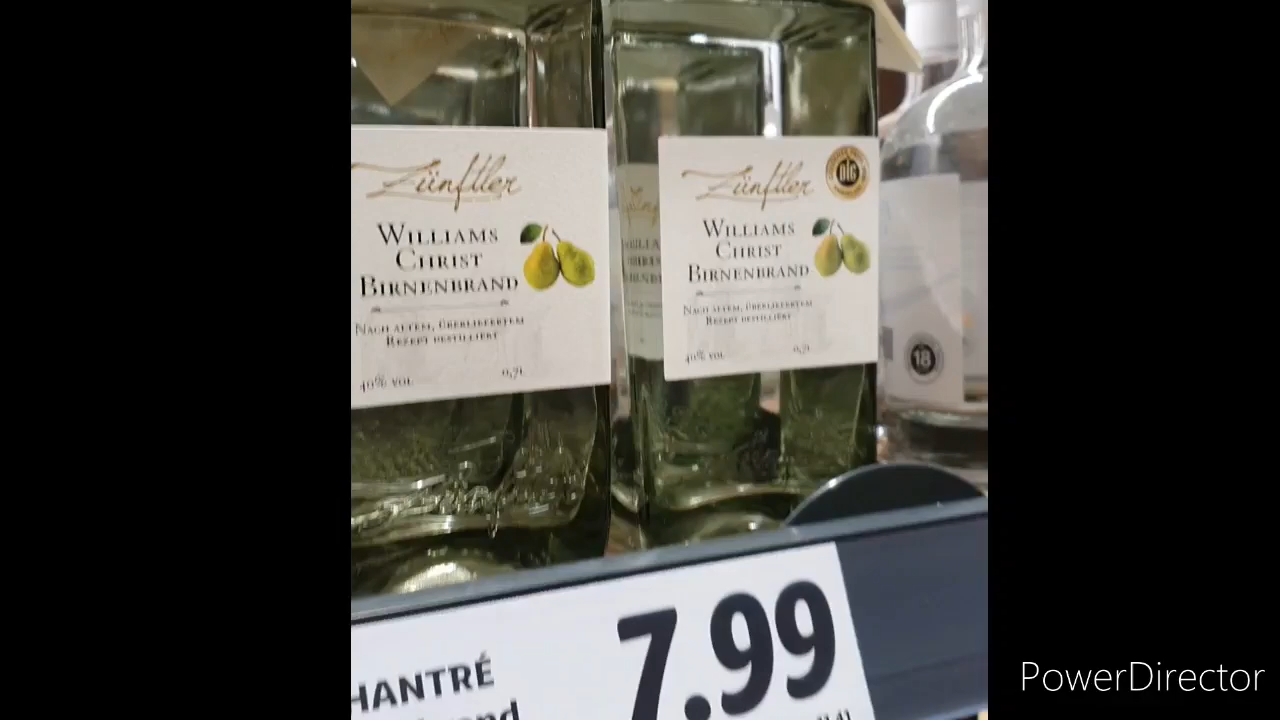 Zünftler
WILLIAMS
CHRIST
BIRNENBRAND
NACH ALTEM, ÜBERLIEFERTEM
REZEPT DESTILLIERT
40% VOL
0,7l
Zünftler
DLG
WILLIAMS
CHRIST
BIRNENBRAND
NACH ALTEM, ÜBERLIEFERTEM
REZEPT DESTILLIERT
40% VOL
0,7l
18
HANTRÉ
7.99
PowerDirector